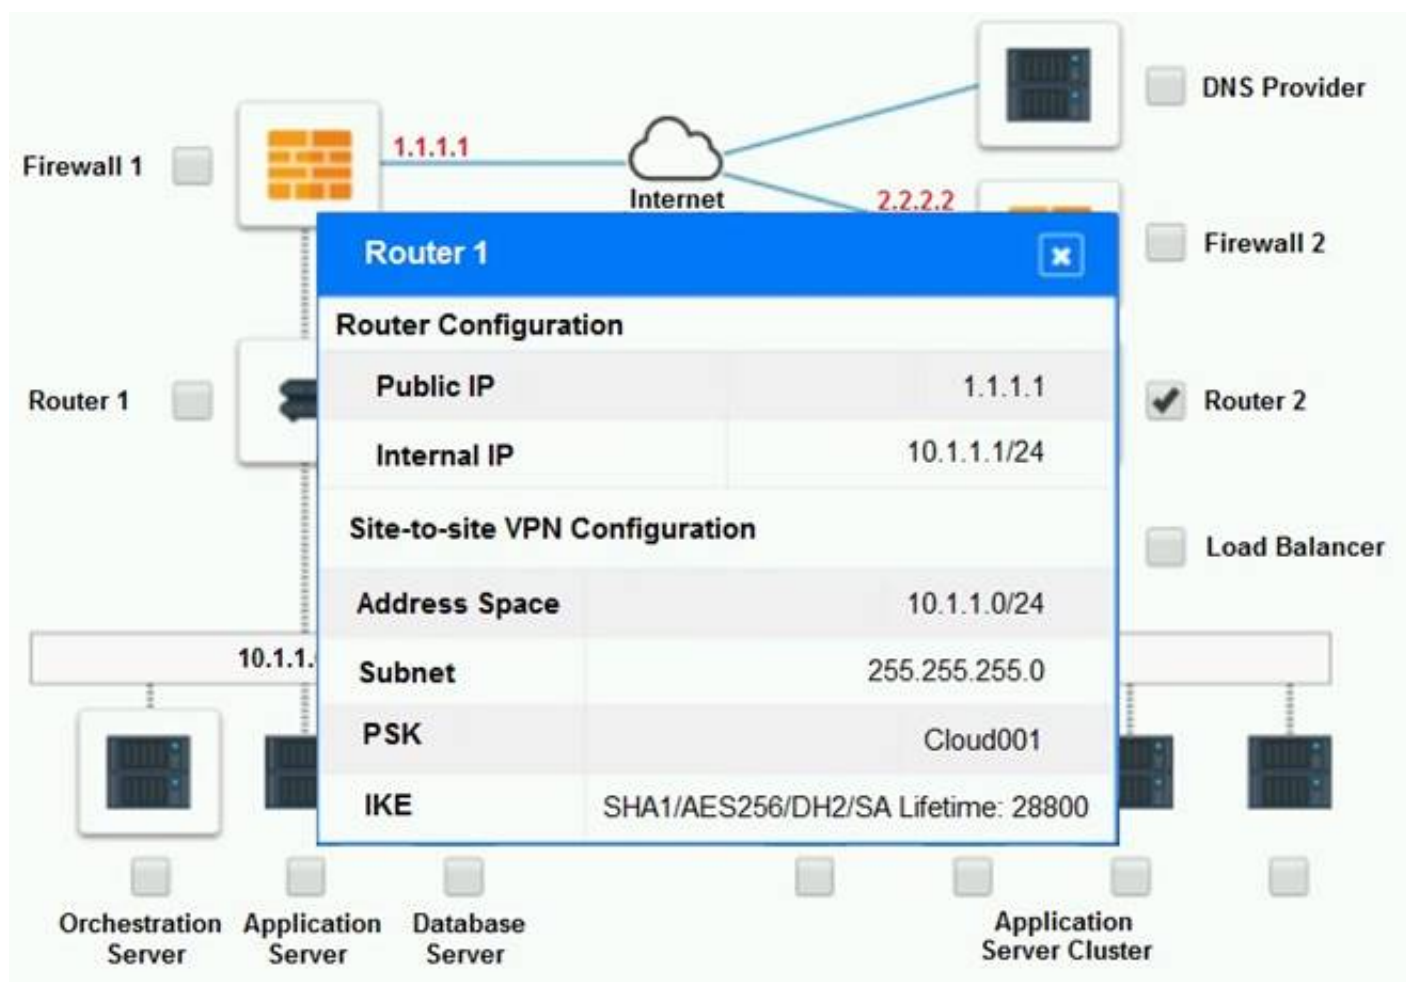 DNS Provider
Firewall 1
1.1.1.1
Internet
2.2.2.2
Firewall 2
Router 1
Router Configuration
Public IP 1.1.1.1
Internal IP 10.1.1.1/24
Site-to-site VPN Configuration
Address Space 10.1.1.0/24
Subnet 255.255.255.0
PSK Cloud001
IKE SHA1/AES256/DH2/SA Lifetime: 28800
Router 1
Router 2
Load Balancer
10.1.1.
Orchestration
Server
Application
Server
Database
Server
Application
Server Cluster